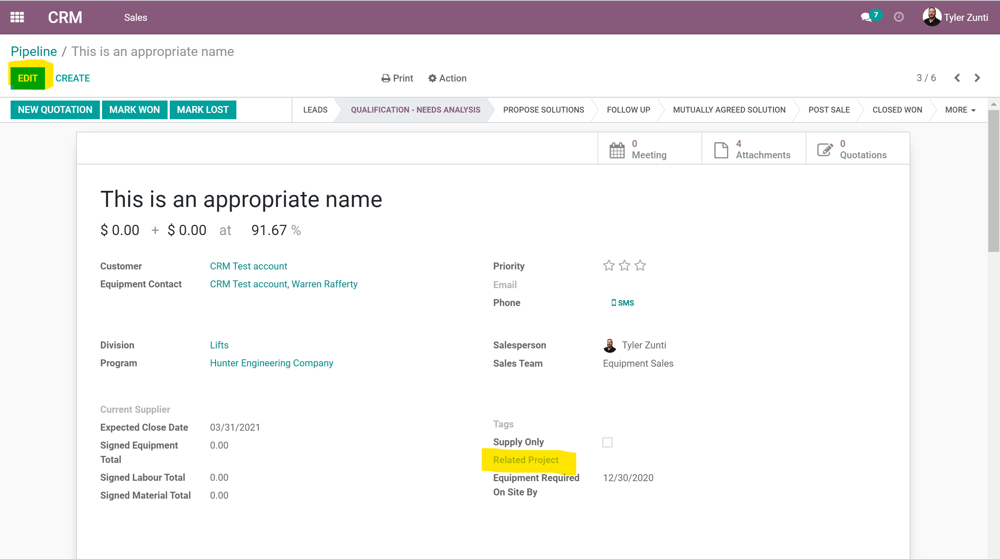 CRM Sales 7 Tyler Zunti
Pipeline / This is an appropriate name
EDIT CREATE Print Action 3 / 6
NEW QUOTATION MARK WON MARK LOST LEADS QUALIFICATION - NEEDS ANALYSIS PROPOSE SOLUTIONS FOLLOW UP MUTUALLY AGREED SOLUTION POST SALE CLOSED WON MORE
0 Meeting
4 Attachments
0 Quotations
This is an appropriate name
$ 0.00 + $ 0.00 at 91.67 %
Customer CRM Test account
Equipment Contact CRM Test account, Warren Rafferty
Priority
Email
Phone SMS
Division Lifts
Program Hunter Engineering Company
Salesperson Tyler Zunti
Sales Team Equipment Sales
Current Supplier
Expected Close Date 03/31/2021
Signed Equipment Total 0.00
Signed Labour Total 0.00
Signed Material Total 0.00
Tags
Supply Only
Related Project
Equipment Required On Site By 12/30/2020